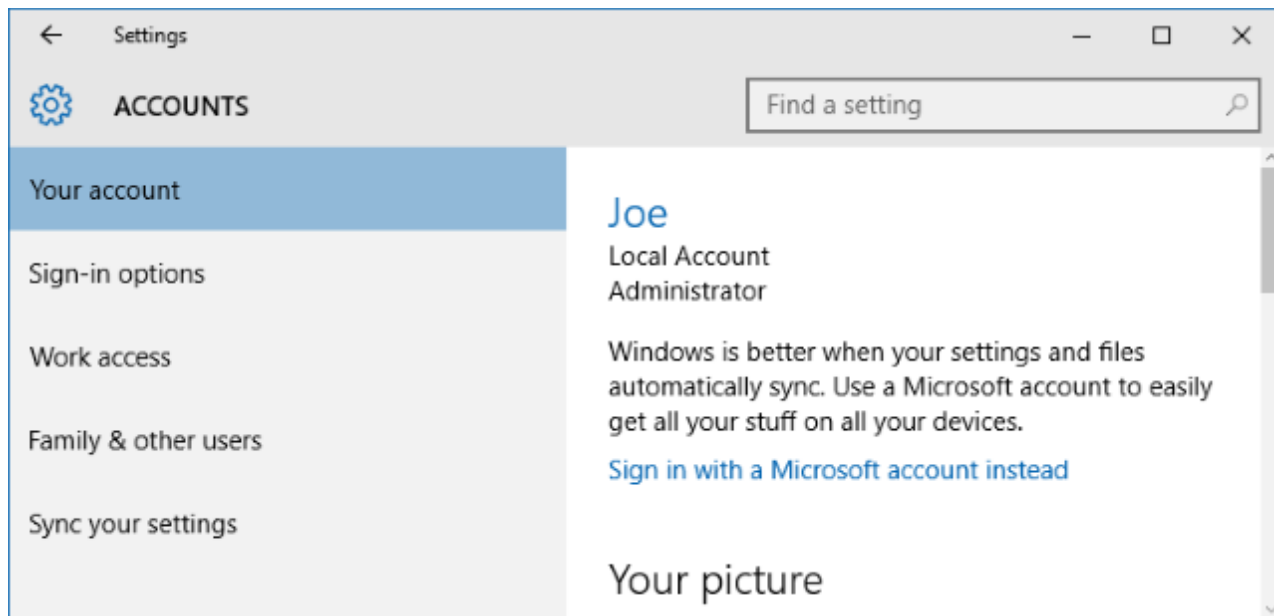 Settings
ACCOUNTS
Find a setting
Your account
Sign-in options
Work access
Family & other users
Sync your settings
Joe
Local Account
Administrator
Windows is better when your settings and files
automatically sync. Use a Microsoft account to easily
get all your stuff on all your devices.
Sign in with a Microsoft account instead
Your picture